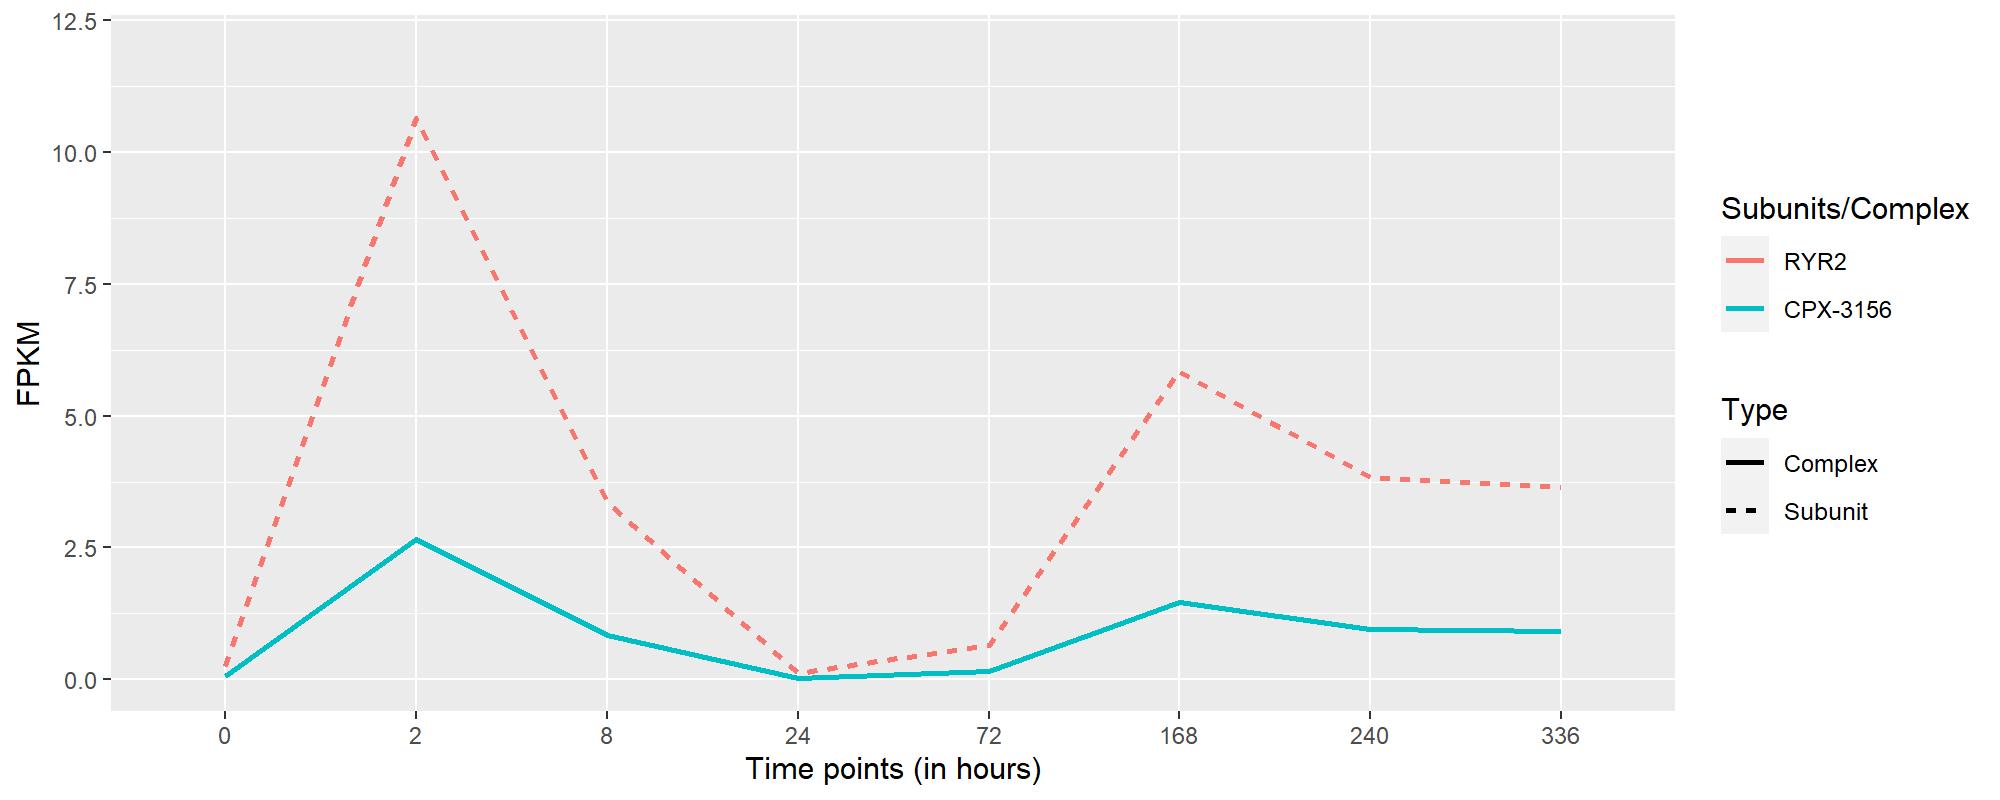 12.5
10.0
7.5
5.0
2.5
0.0
FPKM
0 2 8 24 72 168 240 336
Time points (in hours)
Subunits/Complex
RYR2
CPX-3156
Type
Complex
Subunit